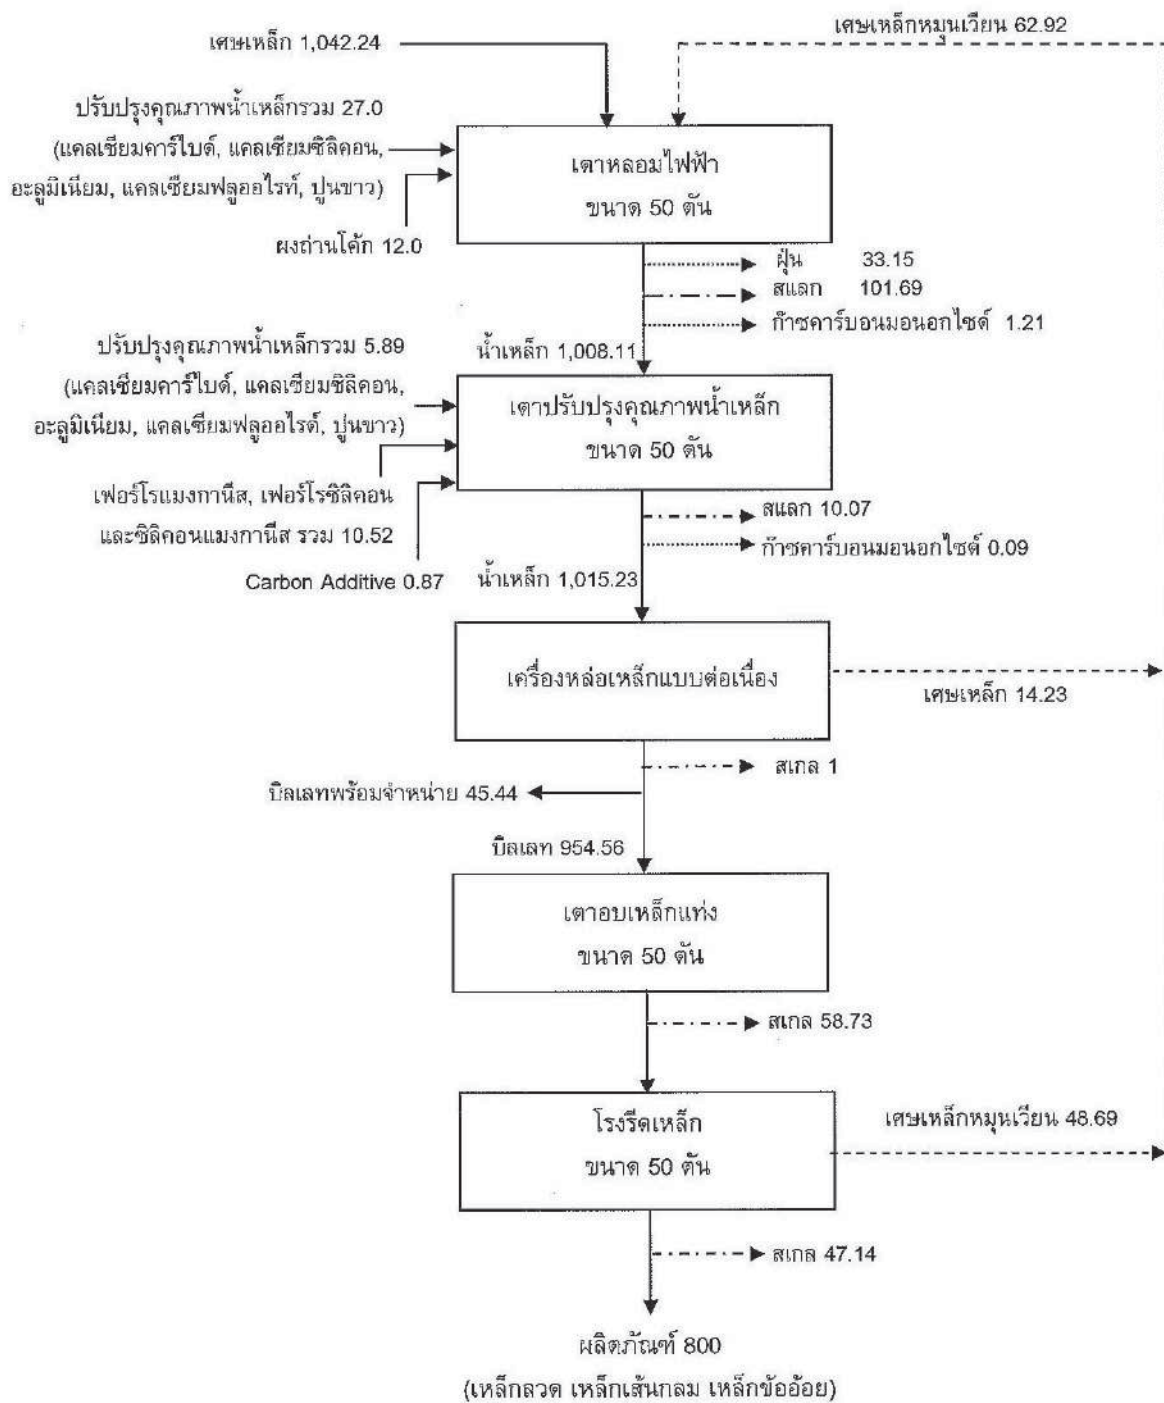 เศษเหล็ก 1,042.24
เศษเหล็กหมุนเวียน 62.92
ปรับปรุงคุณภาพน้ำเหล็กรวม 27.0
(แคลเซียมคาร์ไบด์, แคลเซียมซิลิคอน,
อะลูมิเนียม, แคลเซียมฟลูออไรท์, ปูนขาว)
ผงถ่านโค้ก 12.0
เตาหลอมไฟฟ้า
ขนาด 50 ตัน
ฝุ่น 33.15
สแลก 101.69
ก๊าซคาร์บอนมอนอกไซด์ 1.21
น้ำเหล็ก 1,008.11
ปรับปรุงคุณภาพน้ำเหล็กรวม 5.89
(แคลเซียมคาร์ไบด์, แคลเซียมซิลิคอน,
อะลูมิเนียม, แคลเซียมฟลูออไรด์, ปูนขาว)
เฟอร์โรแมงกานีส, เฟอร์โรซิลิคอน
และซิลิคอนแมงกานีส รวม 10.52
Carbon Additive 0.87
เตาปรับปรุงคุณภาพน้ำเหล็ก
ขนาด 50 ตัน
สแลก 10.07
ก๊าซคาร์บอนมอนอกไซด์ 0.09
น้ำเหล็ก 1,015.23
เครื่องหล่อเหล็กแบบต่อเนื่อง
เศษเหล็ก 14.23
สเกล 1
บิลเลทพร้อมจำหน่าย 45.44
บิลเลท 954.56
เตาอบเหล็กแท่ง
ขนาด 50 ตัน
สเกล 58.73
โรงรีดเหล็ก
ขนาด 50 ตัน
เศษเหล็กหมุนเวียน 48.69
สเกล 47.14
ผลิตภัณฑ์ 800
(เหล็กลวด เหล็กเส้นกลม เหล็กข้ออ้อย)